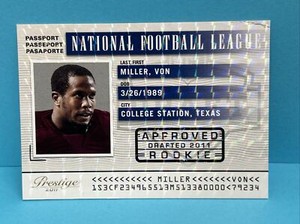 PASSPORT
PASSEPORT
PASAPORTE
NATIONAL FOOTBALL LEAGUE
LAST, FIRST
MILLER, VON
DOB
3/26/1989
CITY
COLLEGE STATION, TEXAS
APPROVED
DRAFTED 2011
ROOKIE
Prestige
2011
<<<<<<<<<<<<MILLER<<<<<<<VON<<<<